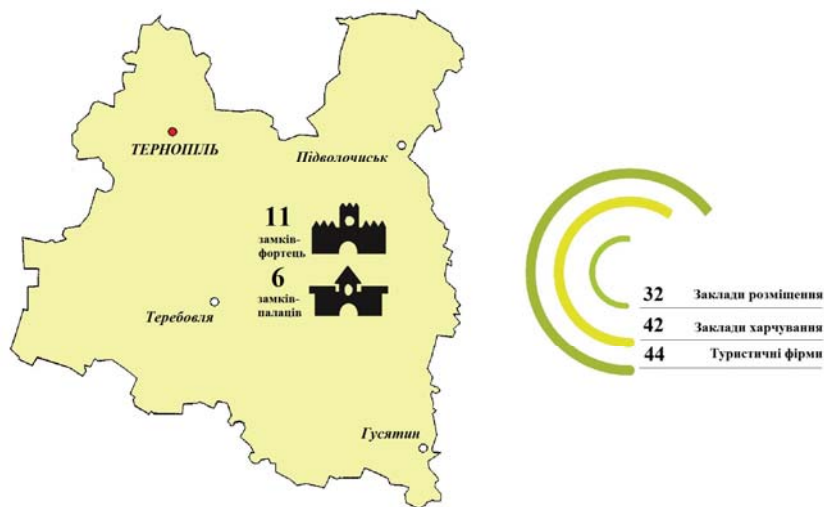 ТЕРНОПІЛЬ
Підволочиськ
11
замків-
фортець
6
замків-
палаців
Теребовля
Гусятин
32 Заклади розміщення
42 Заклади харчування
44 Туристичні фірми